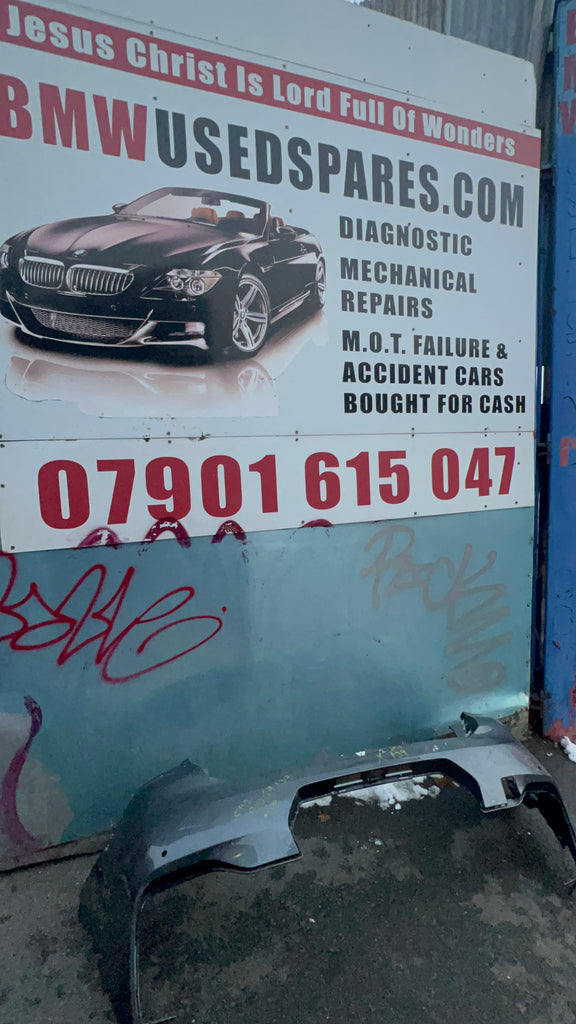 Jesus Christ Is Lord Full Of Wonders
BMWUSEDSPARES.COM
DIAGNOSTIC
MECHANICAL
REPAIRS
M.O.T. FAILURE &
ACCIDENT CARS
BOUGHT FOR CASH
07901 615 047